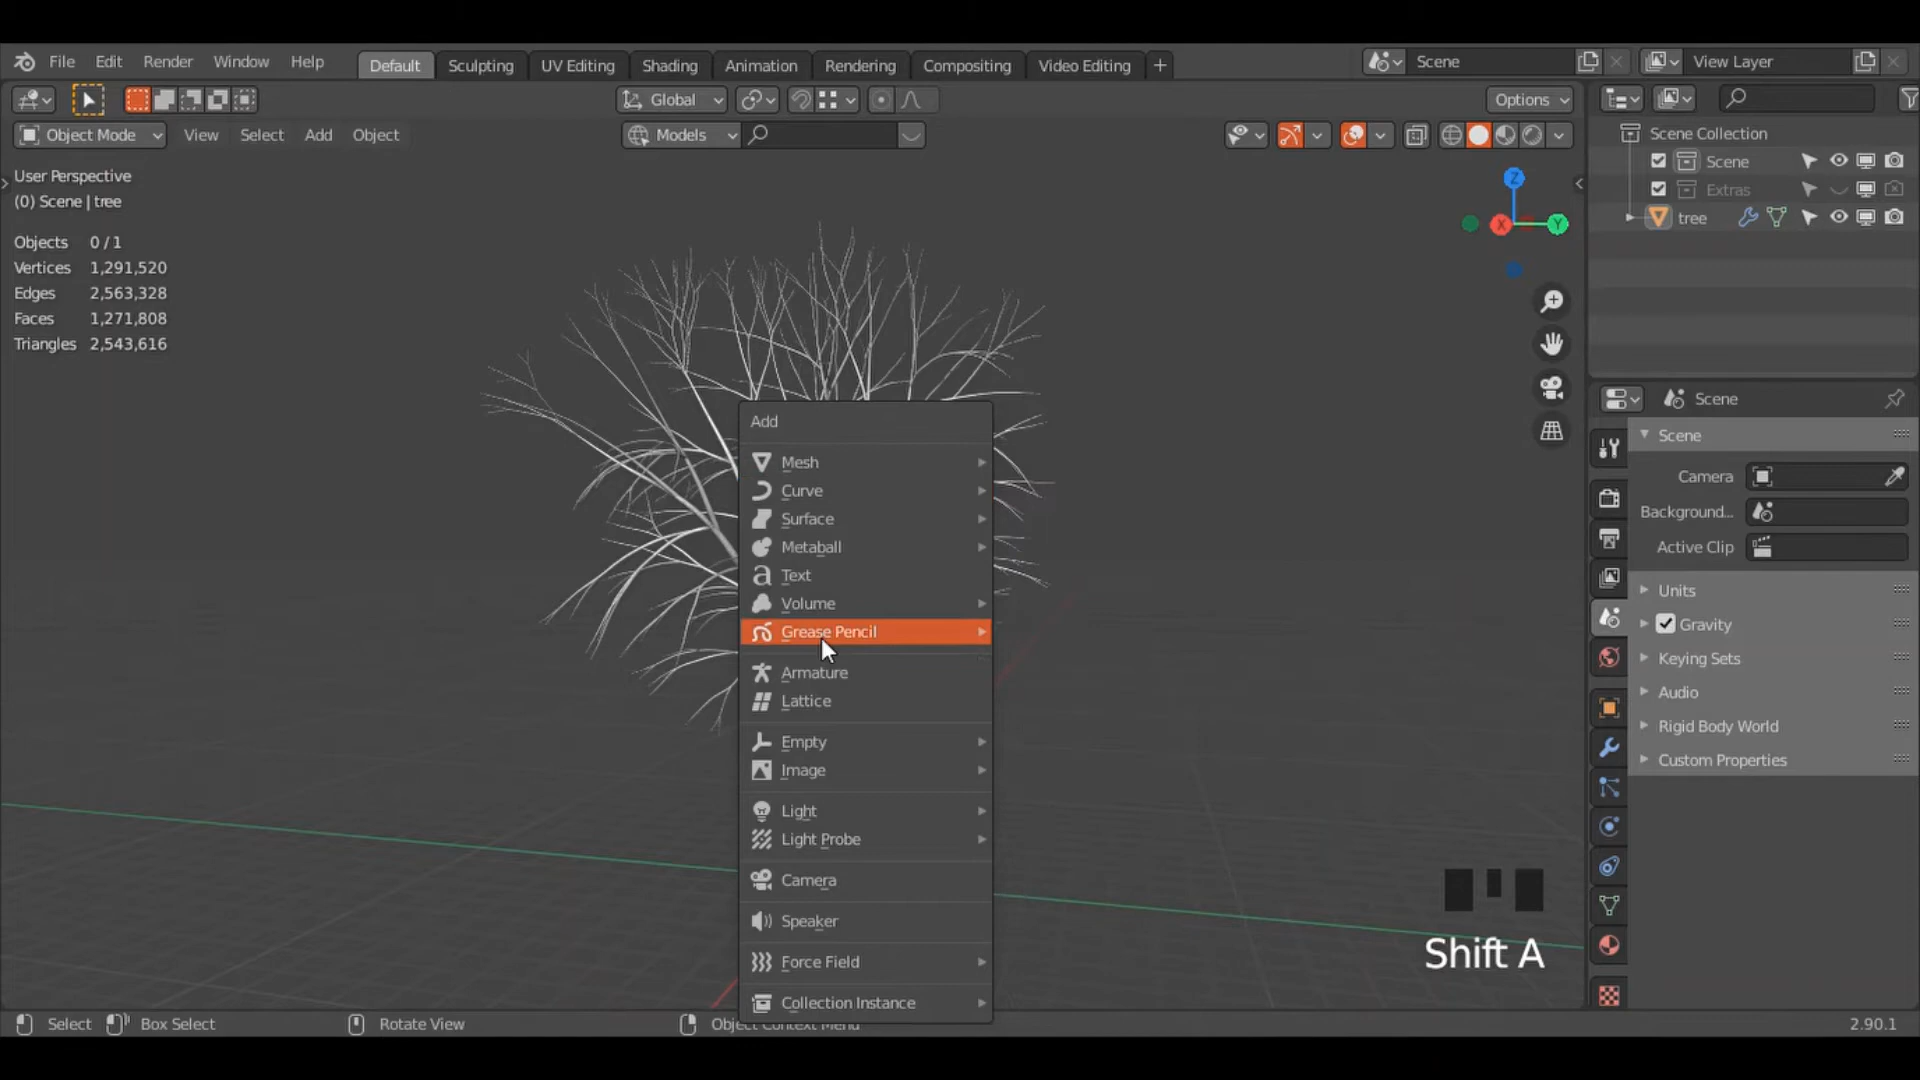 File Edit Render Window Help Default Sculpting UV Editing Shading Animation Rendering Compositing Video Editing + Scene View Layer
Global Options
Object Mode View Select Add Object Models
User Perspective
(0) Scene | tree
Objects 0 / 1
Vertices 1,291,520
Edges 2,563,328
Faces 1,271,808
Triangles 2,543,616
Z
X
Y
Add
Mesh
Curve
Surface
Metaball
Text
Volume
Grease Pencil
Armature
Lattice
Empty
Image
Light
Light Probe
Camera
Speaker
Force Field
Collection Instance
Shift A
Scene Collection
Scene
Extras
tree
Scene
Scene
Camera
Background...
Active Clip
Units
Gravity
Keying Sets
Audio
Rigid Body World
Custom Properties
Select Box Select Rotate View Object Context Menu 2.90.1